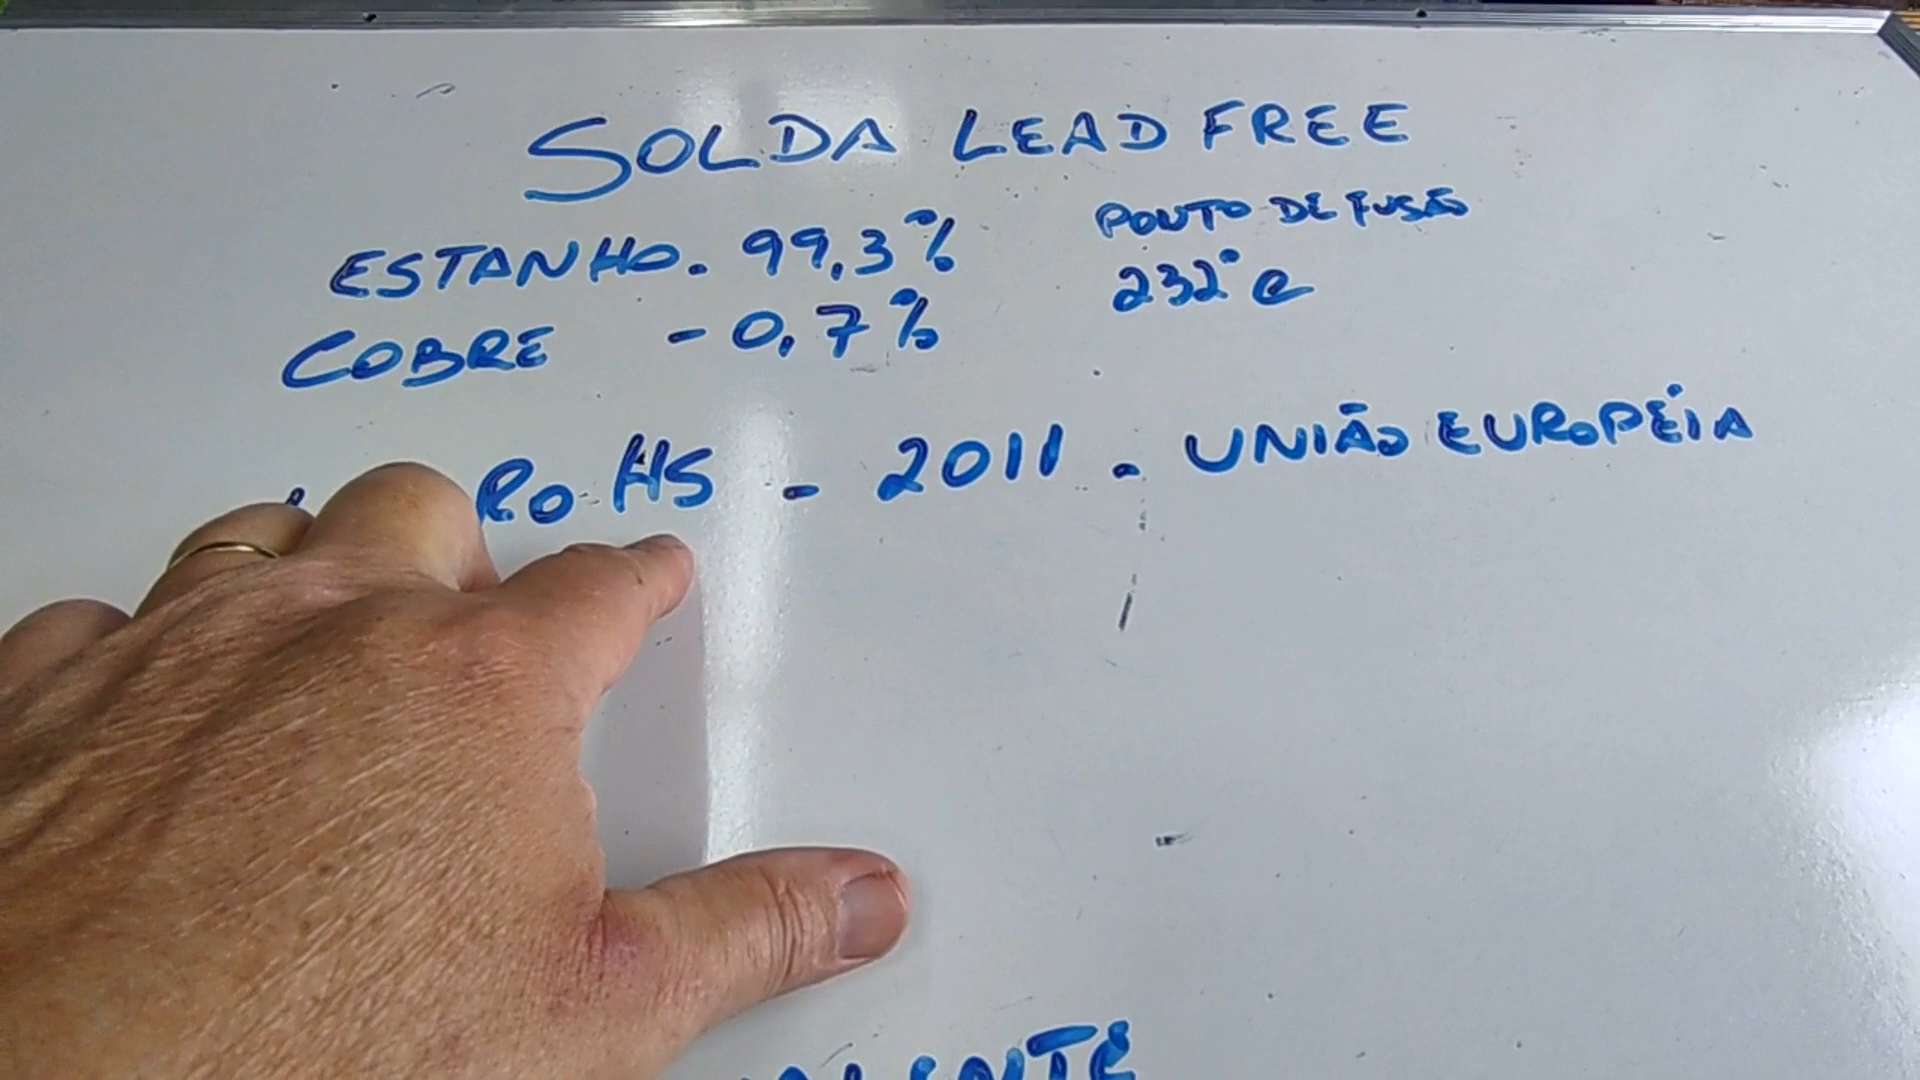 SOLDA LEAD FREE
ESTANHO. 99,3%
PONTO DE FUSÃO
232°C
COBRE - 0,7%
ROHS - 2011 - UNIÃO EUROPÉIA